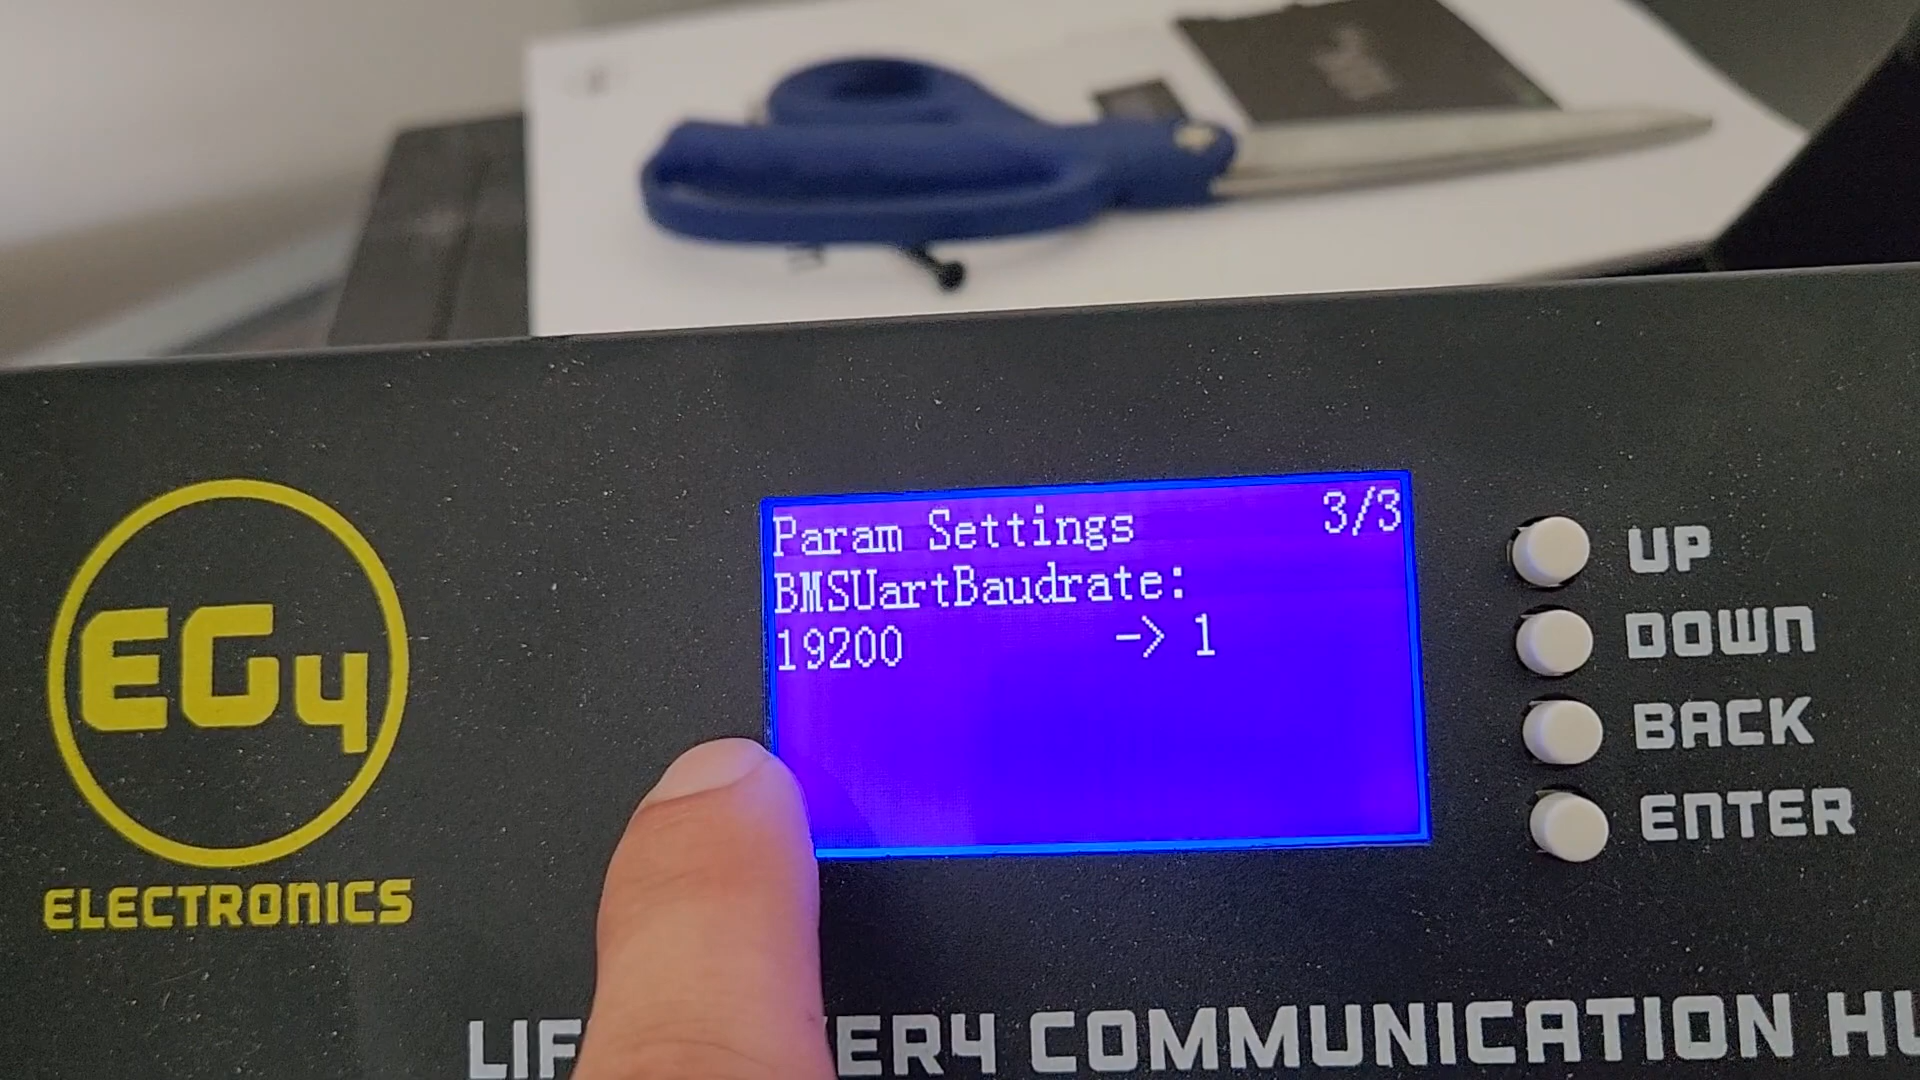 Param Settings 3/3
BMSUartBaudrate:
19200 -> 1
UP
DOWN
BACK
ENTER
EG4
ELECTRONICS
COMMUNICATION